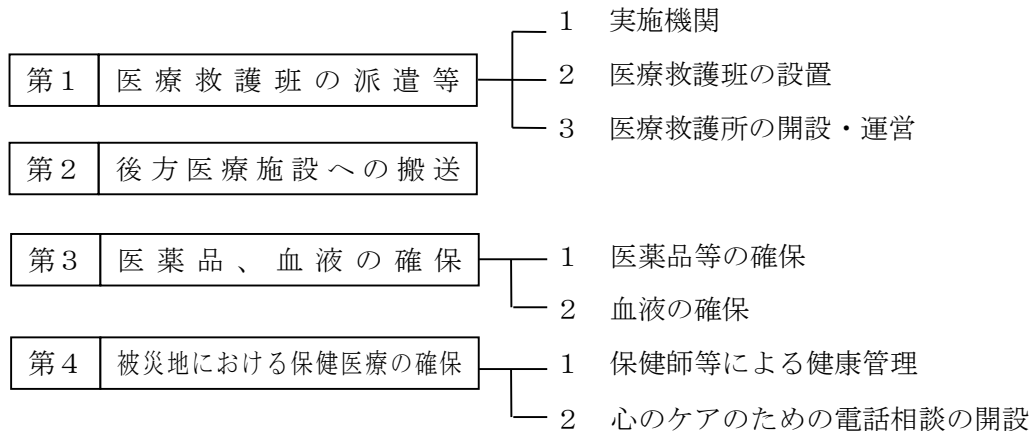 第１ 医療救護班の派遣等
１ 実施機関
２ 医療救護班の設置
３ 医療救護所の開設・運営
第２ 後方医療施設への搬送
第３ 医薬品、血液の確保
１ 医薬品等の確保
２ 血液の確保
第４ 被災地における保健医療の確保
１ 保健師等による健康管理
２ 心のケアのための電話相談の開設